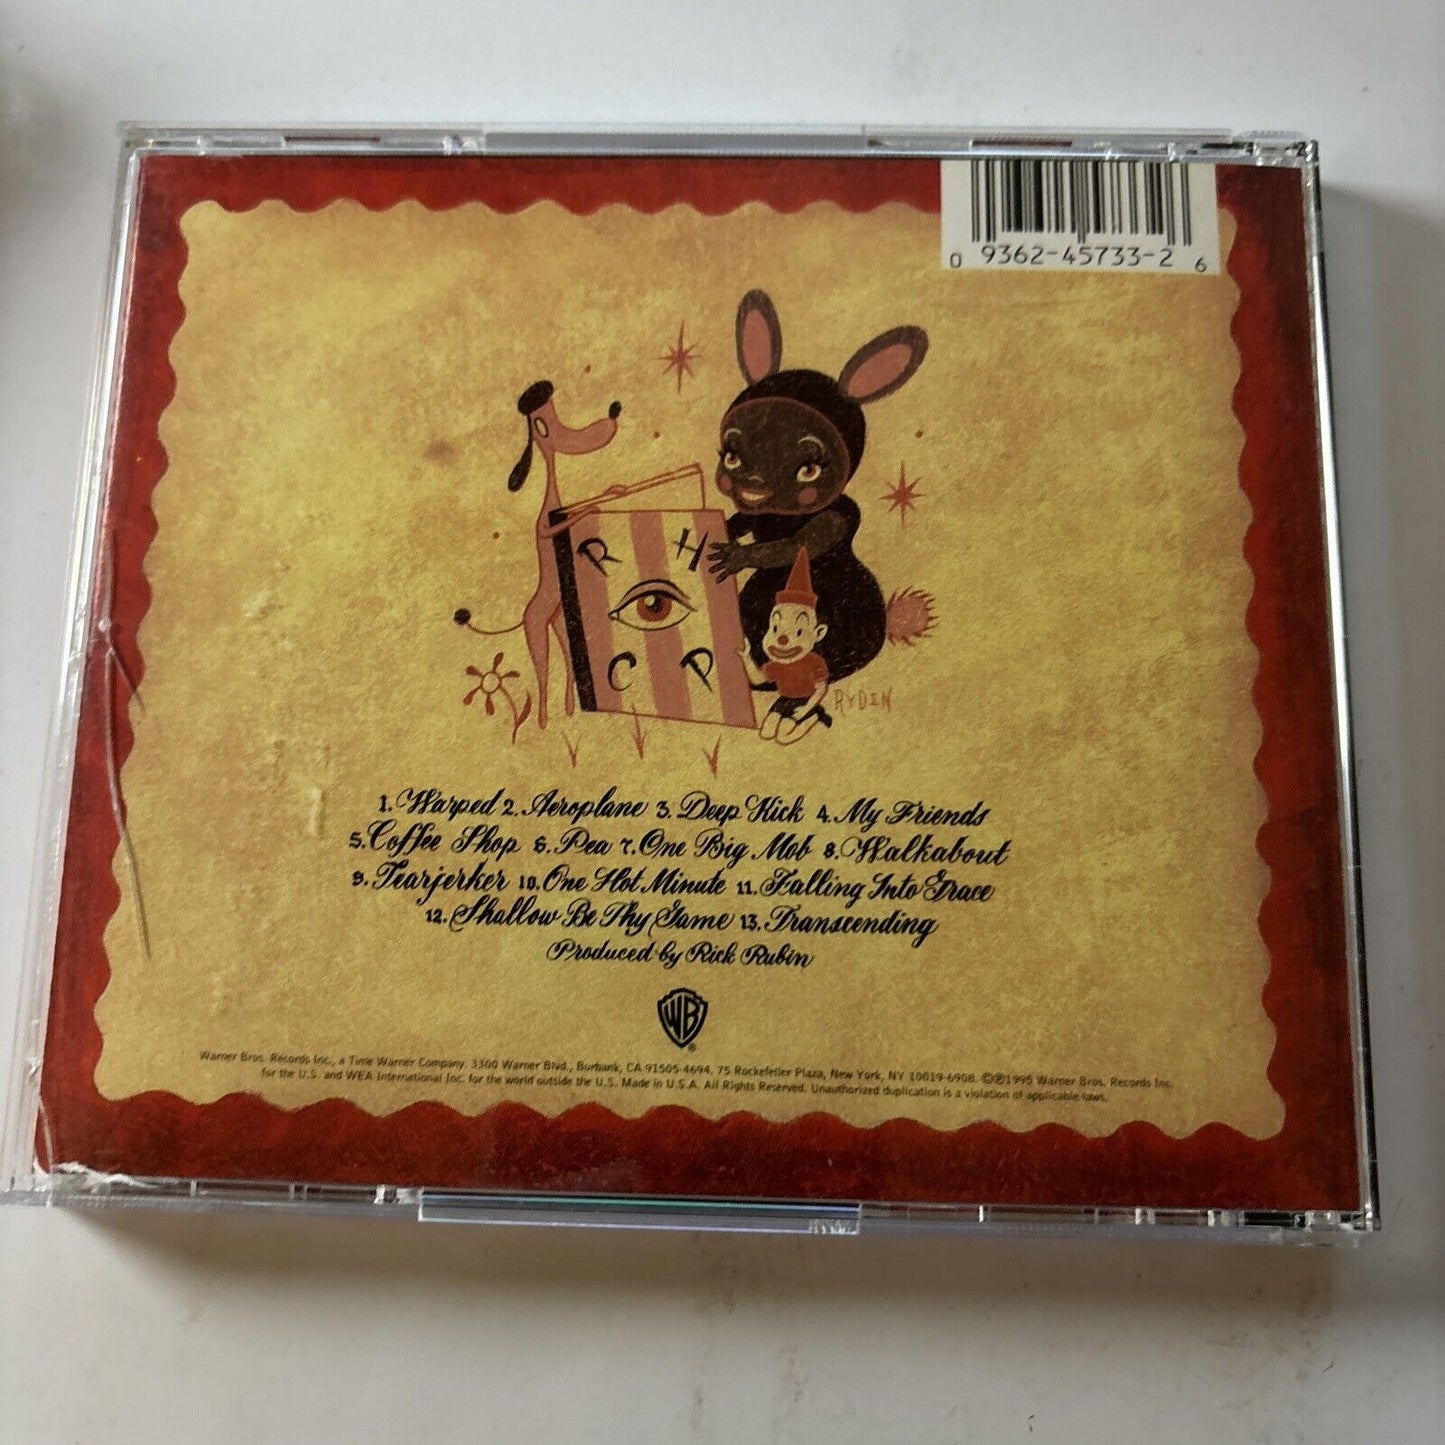 0 9362-45733-2 6
R H
C P
RYDEN
1. Warped 2. Aeroplane 3. Deep Kick 4. My Friends
5. Coffee Shop 6. Pea 7. One Big Mob 8. Walkabout
9. Tearjerker 10. One Hot Minute 11. Falling Into Grace
12. Shallow Be Thy Game 13. Transcending
Produced by Rick Rubin
WB
®
Warner Bros. Records Inc., a Time Warner Company. 3300 Warner Blvd., Burbank, CA 91505-4694. 75 Rockefeller Plaza, New York, NY 10019-6908. ©℗1995 Warner Bros. Records Inc.
for the U.S. and WEA International Inc. for the world outside the U.S. Made in U.S.A. All Rights Reserved. Unauthorized duplication is a violation of applicable laws.